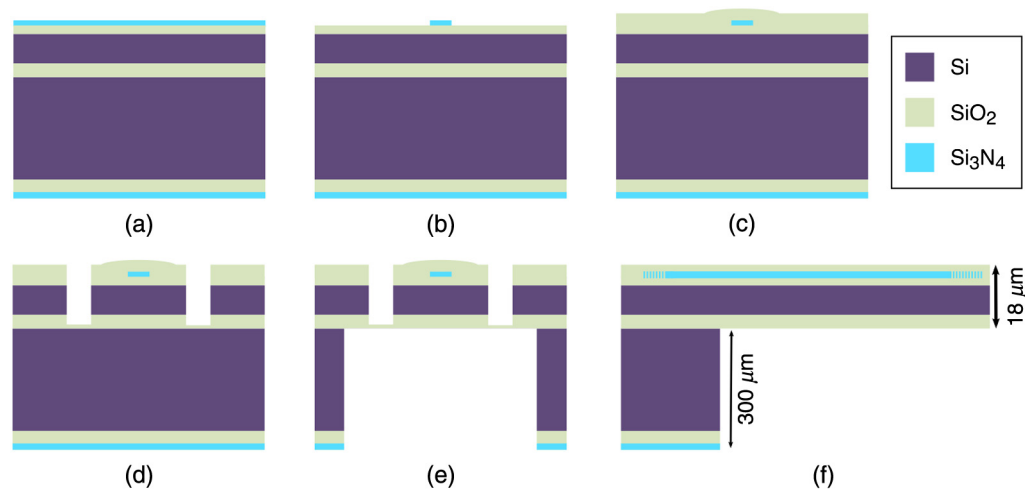 (a)
(b)
(c)
Si
SiO₂
Si₃N₄
(d)
(e)
(f)
300 μm
18 μm